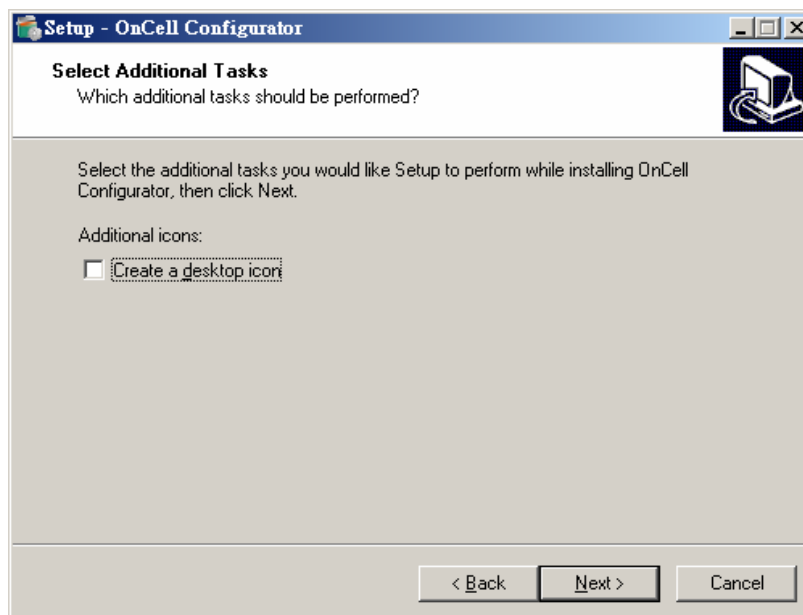 Setup - OnCell Configurator
Select Additional Tasks
Which additional tasks should be performed?
Select the additional tasks you would like Setup to perform while installing OnCell
Configurator, then click Next.
Additional icons:
Create a desktop icon
< Back Next > Cancel